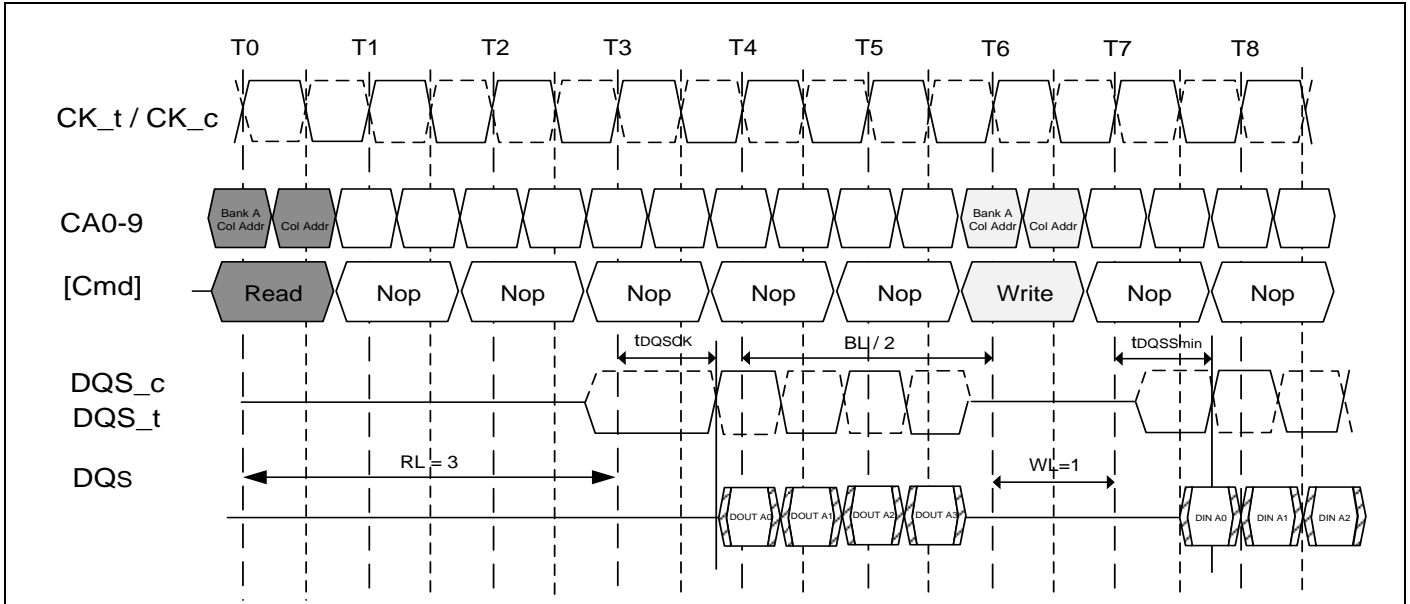 T0 T1 T2 T3 T4 T5 T6 T7 T8
CK_t / CK_c
CA0-9
Bank A
Col Addr
Col Addr
Bank A
Col Addr
Col Addr
[Cmd]
Read Nop Nop Nop Nop Nop Write Nop Nop
tDQSCK
BL / 2
tDQSSmin
DQS_c
DQS_t
DQs
RL = 3
WL=1
DOUT A0 DOUT A1 DOUT A2 DOUT A3 DIN A0 DIN A1 DIN A2